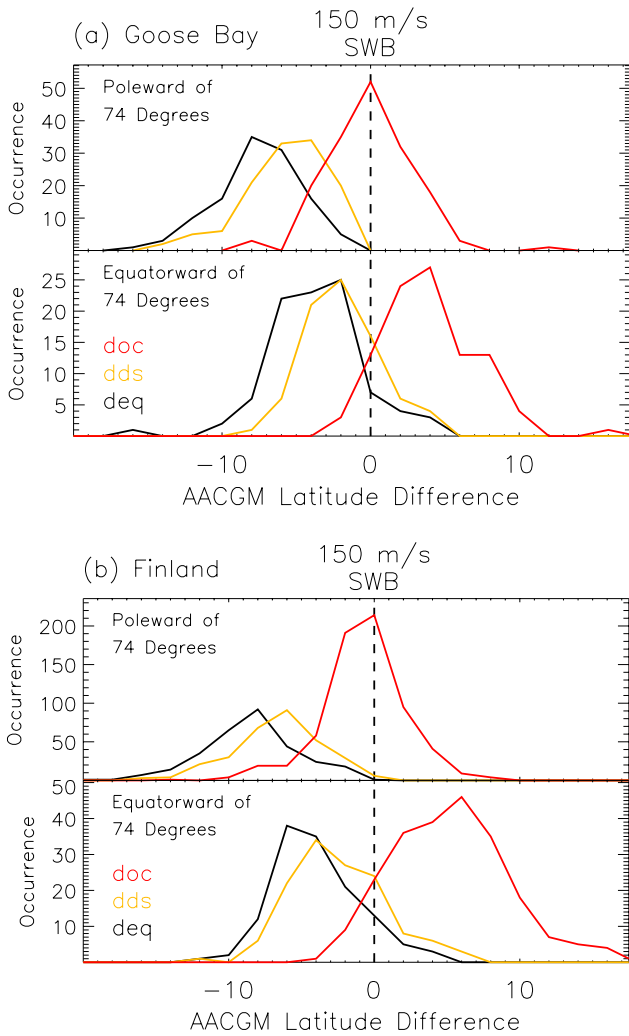 (a) Goose Bay
150 m/s
SWB
Poleward of
74 Degrees
Occurrence
50
40
30
20
10
Equatorward of
74 Degrees
doc
dds
deq
Occurrence
25
20
15
10
5
−10 0 10
AACGM Latitude Difference
(b) Finland
150 m/s
SWB
Poleward of
74 Degrees
Occurrence
200
150
100
50
Equatorward of
74 Degrees
doc
dds
deq
Occurrence
50
40
30
20
10
−10 0 10
AACGM Latitude Difference